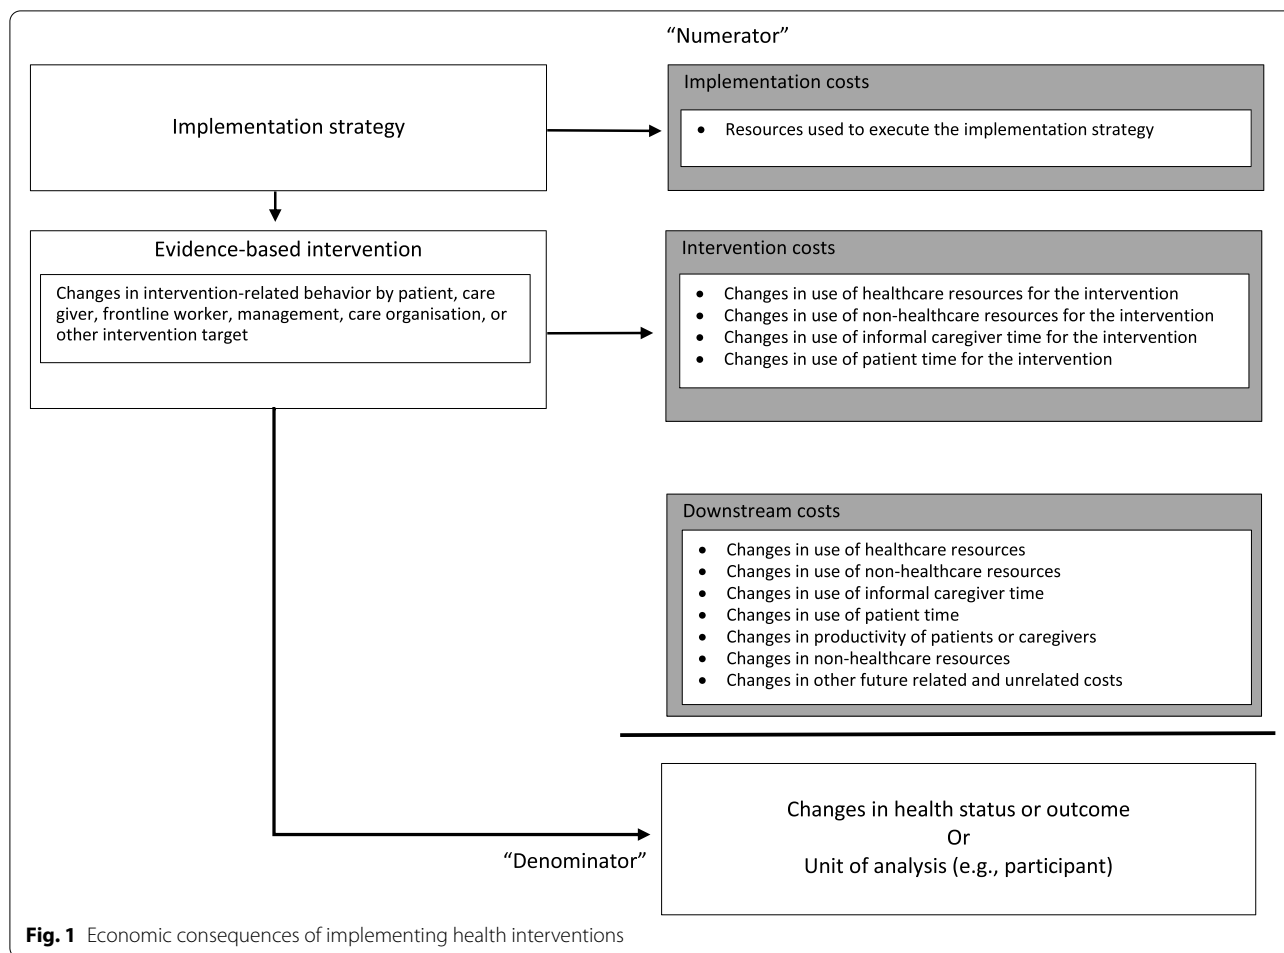 “Numerator”
Implementation strategy
Implementation costs
• Resources used to execute the implementation strategy
Evidence-based intervention
Changes in intervention-related behavior by patient, care
giver, frontline worker, management, care organisation, or
other intervention target
Intervention costs
• Changes in use of healthcare resources for the intervention
• Changes in use of non-healthcare resources for the intervention
• Changes in use of informal caregiver time for the intervention
• Changes in use of patient time for the intervention
Downstream costs
• Changes in use of healthcare resources
• Changes in use of non-healthcare resources
• Changes in use of informal caregiver time
• Changes in use of patient time
• Changes in productivity of patients or caregivers
• Changes in non-healthcare resources
• Changes in other future related and unrelated costs
“Denominator”
Changes in health status or outcome
Or
Unit of analysis (e.g., participant)
Fig. 1 Economic consequences of implementing health interventions